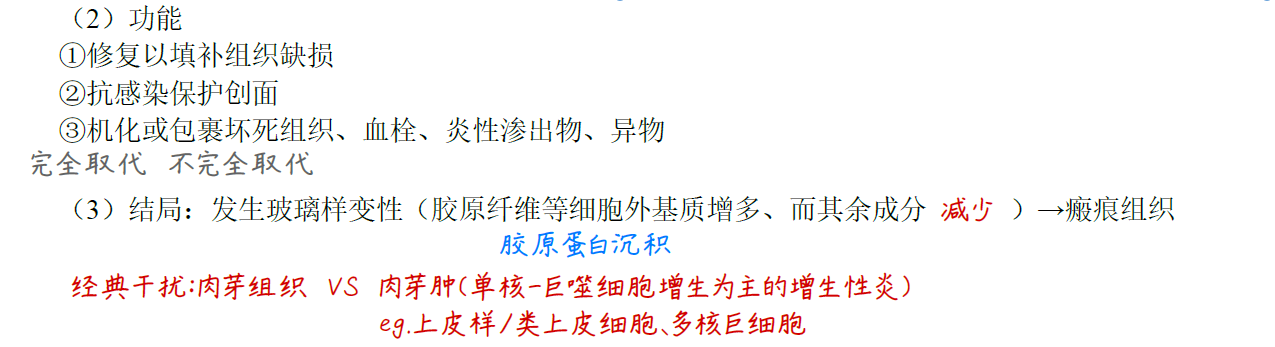 （2）功能
①修复以填补组织缺损
②抗感染保护创面
③机化或包裹坏死组织、血栓、炎性渗出物、异物
完全取代 不完全取代
（3）结局：发生玻璃样变性（胶原纤维等细胞外基质增多、而其余成分 减少 ）→瘢痕组织
胶原蛋白沉积
经典干扰:肉芽组织 VS 肉芽肿(单核-巨噬细胞增生为主的增生性炎)
eg.上皮样/类上皮细胞、多核巨细胞